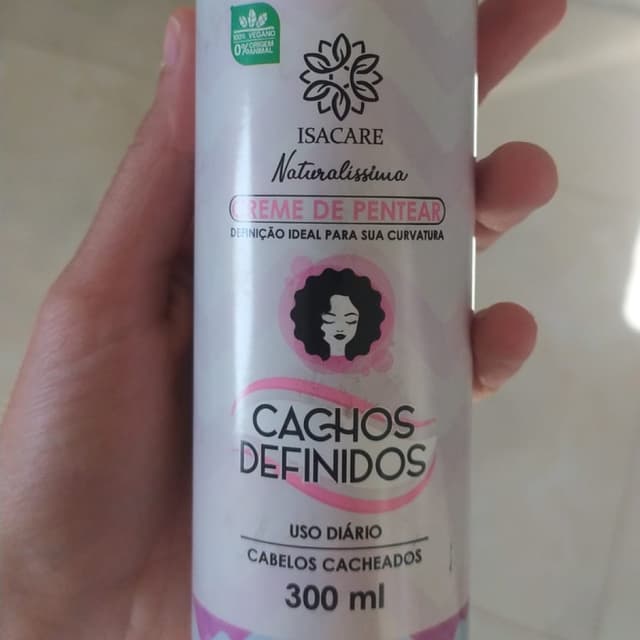 100% VEGANO
0% ORIGEM
ANIMAL
ISACARE
Naturalíssima
CREME DE PENTEAR
DEFINIÇÃO IDEAL PARA SUA CURVATURA
CACHOS
DEFINIDOS
USO DIÁRIO
CABELOS CACHEADOS
300 ml